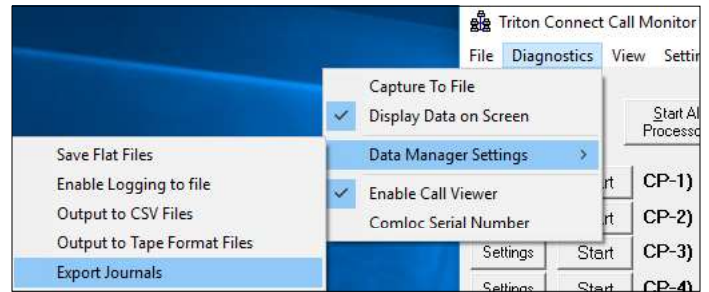 Triton Connect Call Monitor
File Diagnostics View
Capture To File
Display Data on Screen
Data Manager Settings
Enable Call Viewer
Comloc Serial Number
Save Flat Files
Enable Logging to file
Output to CSV Files
Output to Tape Format Files
Export Journals
Start
CP-1)
CP-2)
Settings Start CP-3)
Settings Start CP-4)